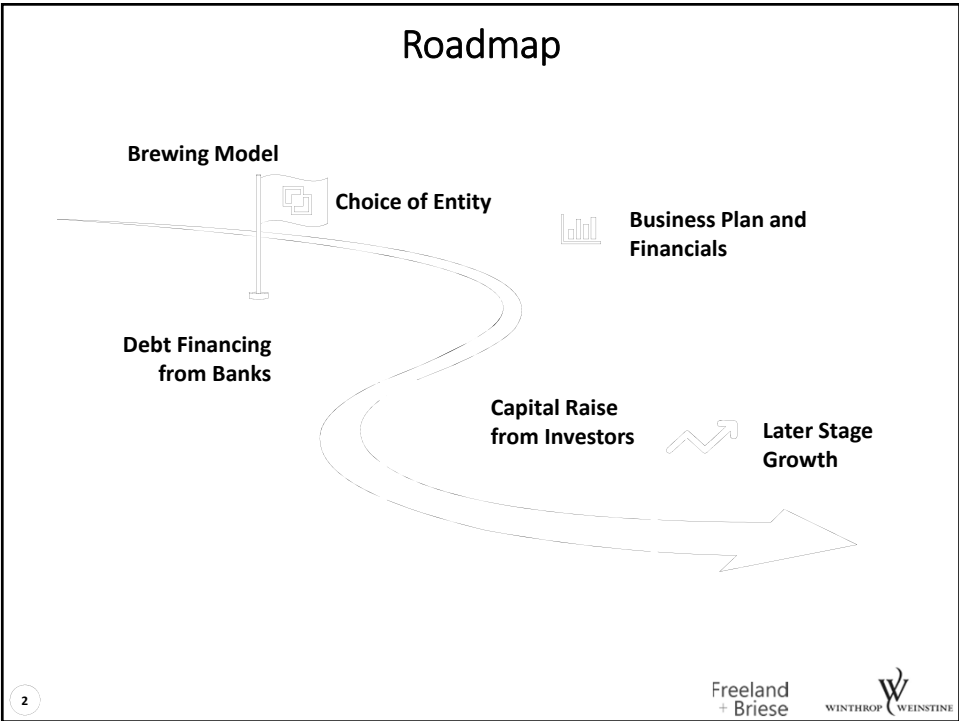 Roadmap
Brewing Model
Choice of Entity
Business Plan and
Financials
Debt Financing
from Banks
Capital Raise
from Investors
Later Stage
Growth
2
Freeland
+ Briese
WINTHROP WEINSTINE